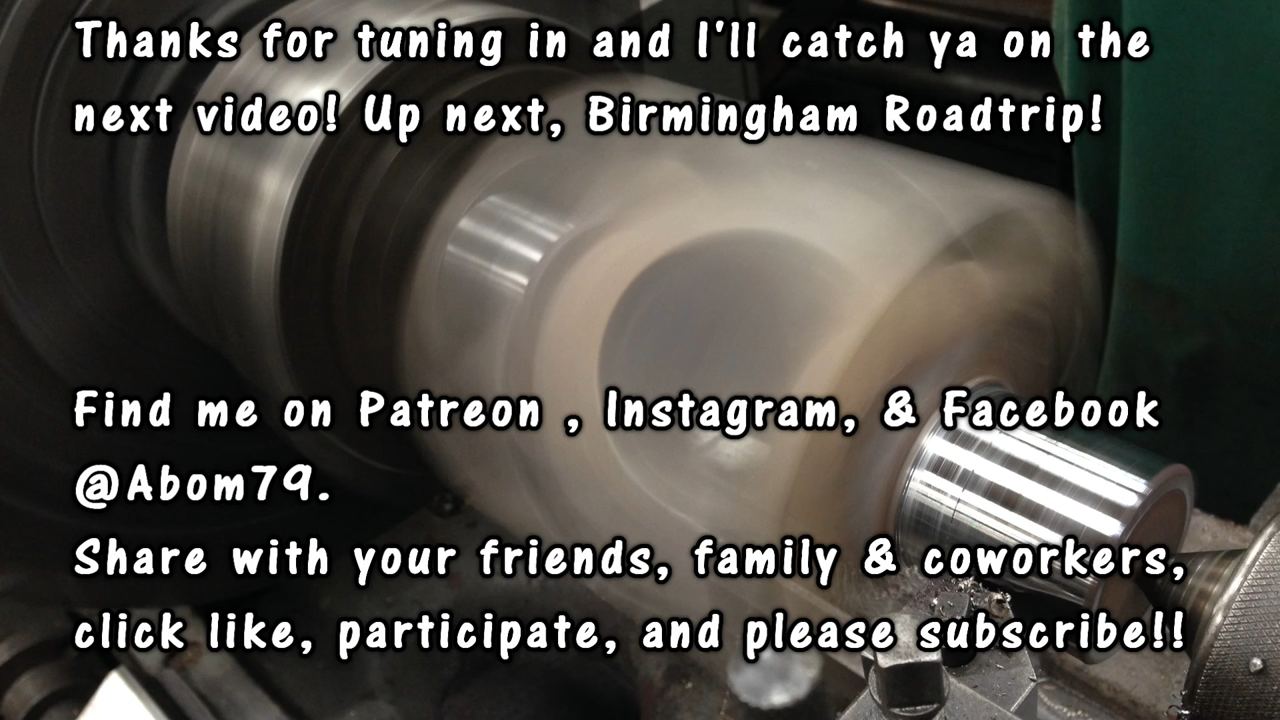 Thanks for tuning in and I'll catch ya on the
next video! Up next, Birmingham Roadtrip!
Find me on Patreon , Instagram, & Facebook
@Abom79.
Share with your friends, family & coworkers,
click like, participate, and please subscribe!!